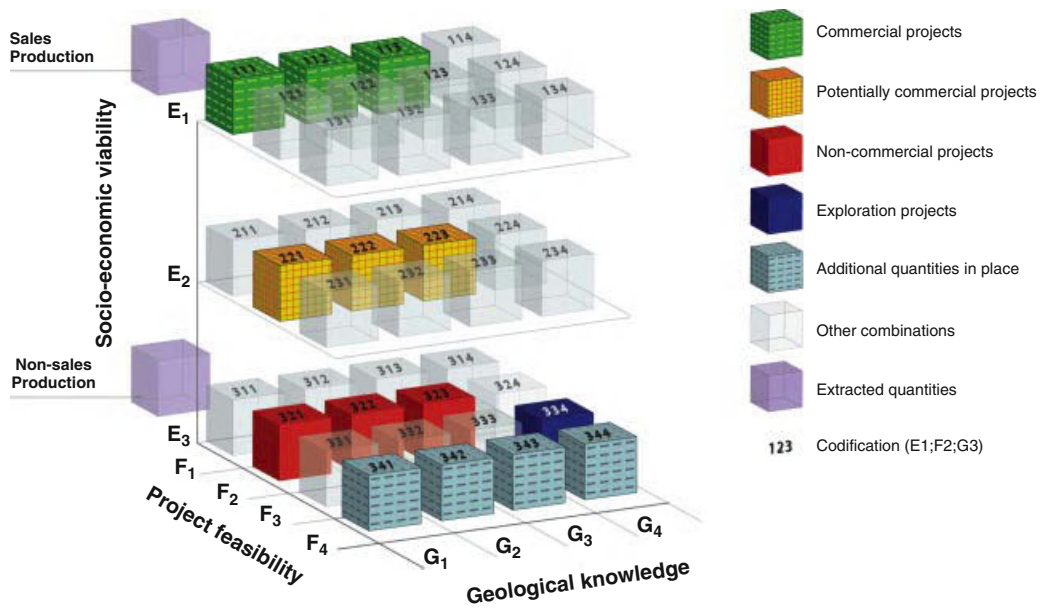 Sales
Production
Non-sales
Production
Socio-economic viability
E1
E2
E3
F1
F2
F3
F4
Project feasibility
G1
G2
G3
G4
Geological knowledge
111
112
113
114
121
122
123
124
131
132
133
134
211
212
213
214
221
222
223
224
231
232
233
234
311
312
313
314
321
322
323
324
331
332
333
334
341
342
343
344
Commercial projects
Potentially commercial projects
Non-commercial projects
Exploration projects
Additional quantities in place
Other combinations
Extracted quantities
123 Codification (E1;F2;G3)